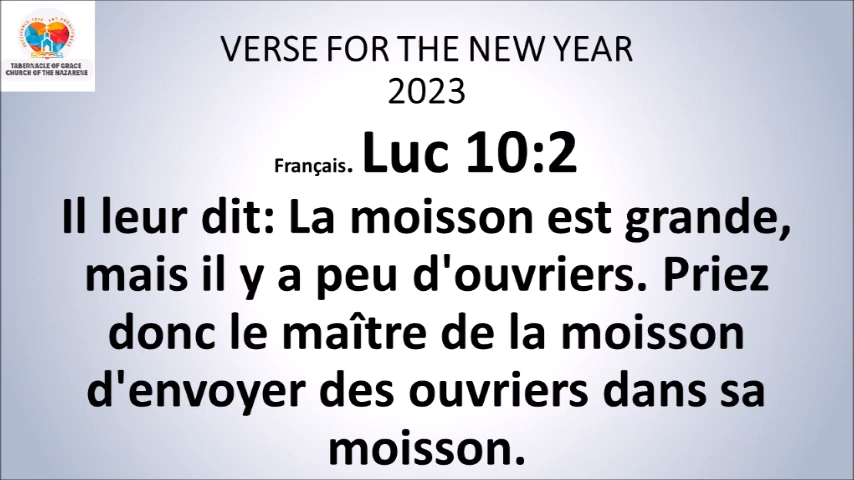 TABERNACLE OF GRACE
CHURCH OF THE NAZARENE
VERSE FOR THE NEW YEAR
2023
Français. Luc 10:2
Il leur dit: La moisson est grande,
mais il y a peu d'ouvriers. Priez
donc le maître de la moisson
d'envoyer des ouvriers dans sa
moisson.